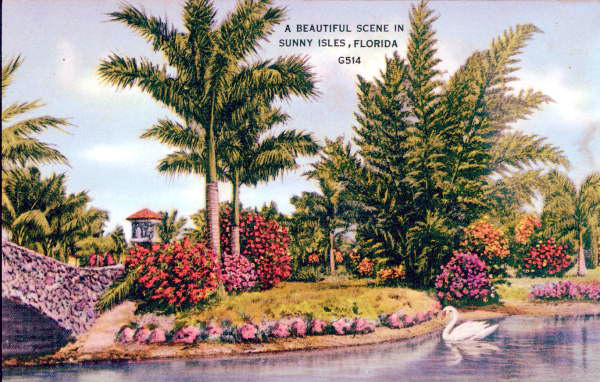 A BEAUTIFUL SCENE IN
SUNNY ISLES, FLORIDA
G514